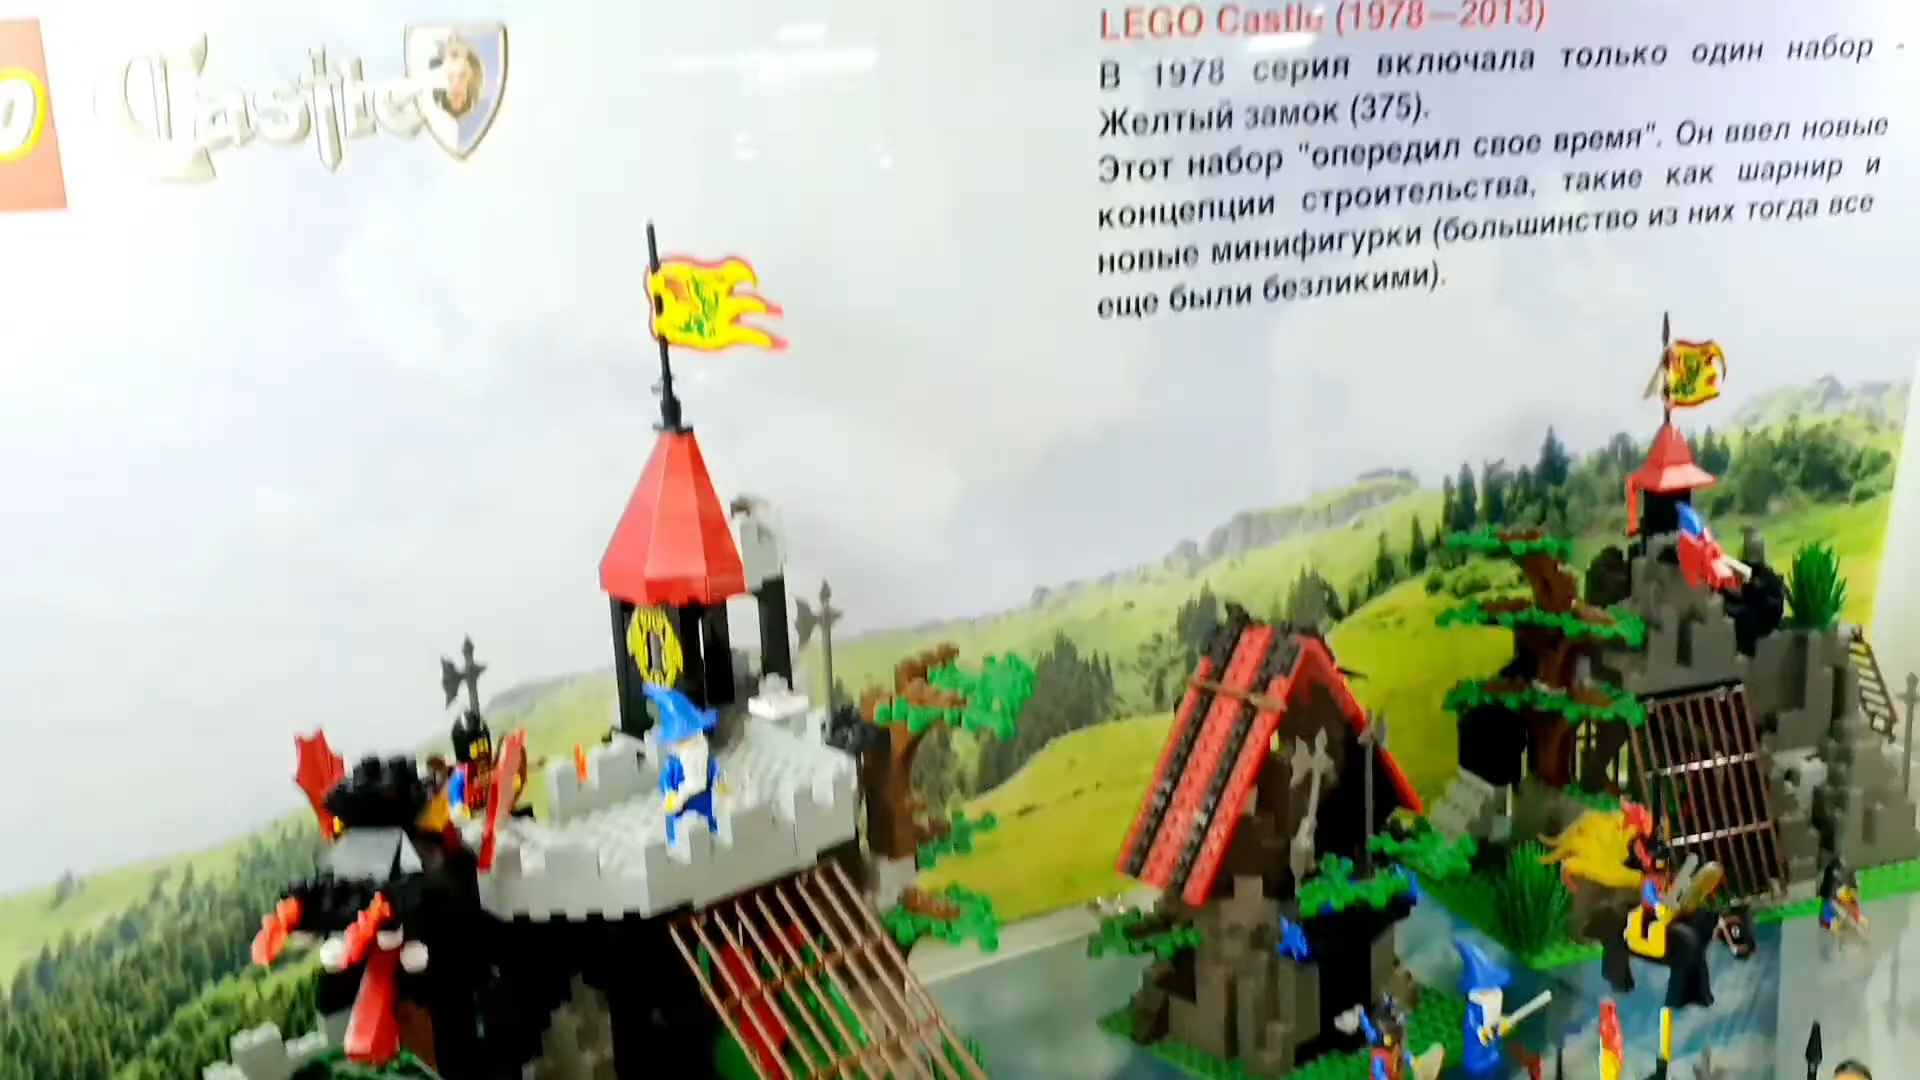 Castle
LEGO Castle (1978—2013)
В 1978 серия включала только один набор -
Желтый замок (375).
Этот набор "опередил свое время". Он ввел новые
концепции строительства, такие как шарнир и
новые минифигурки (большинство из них тогда все
еще были безликими).